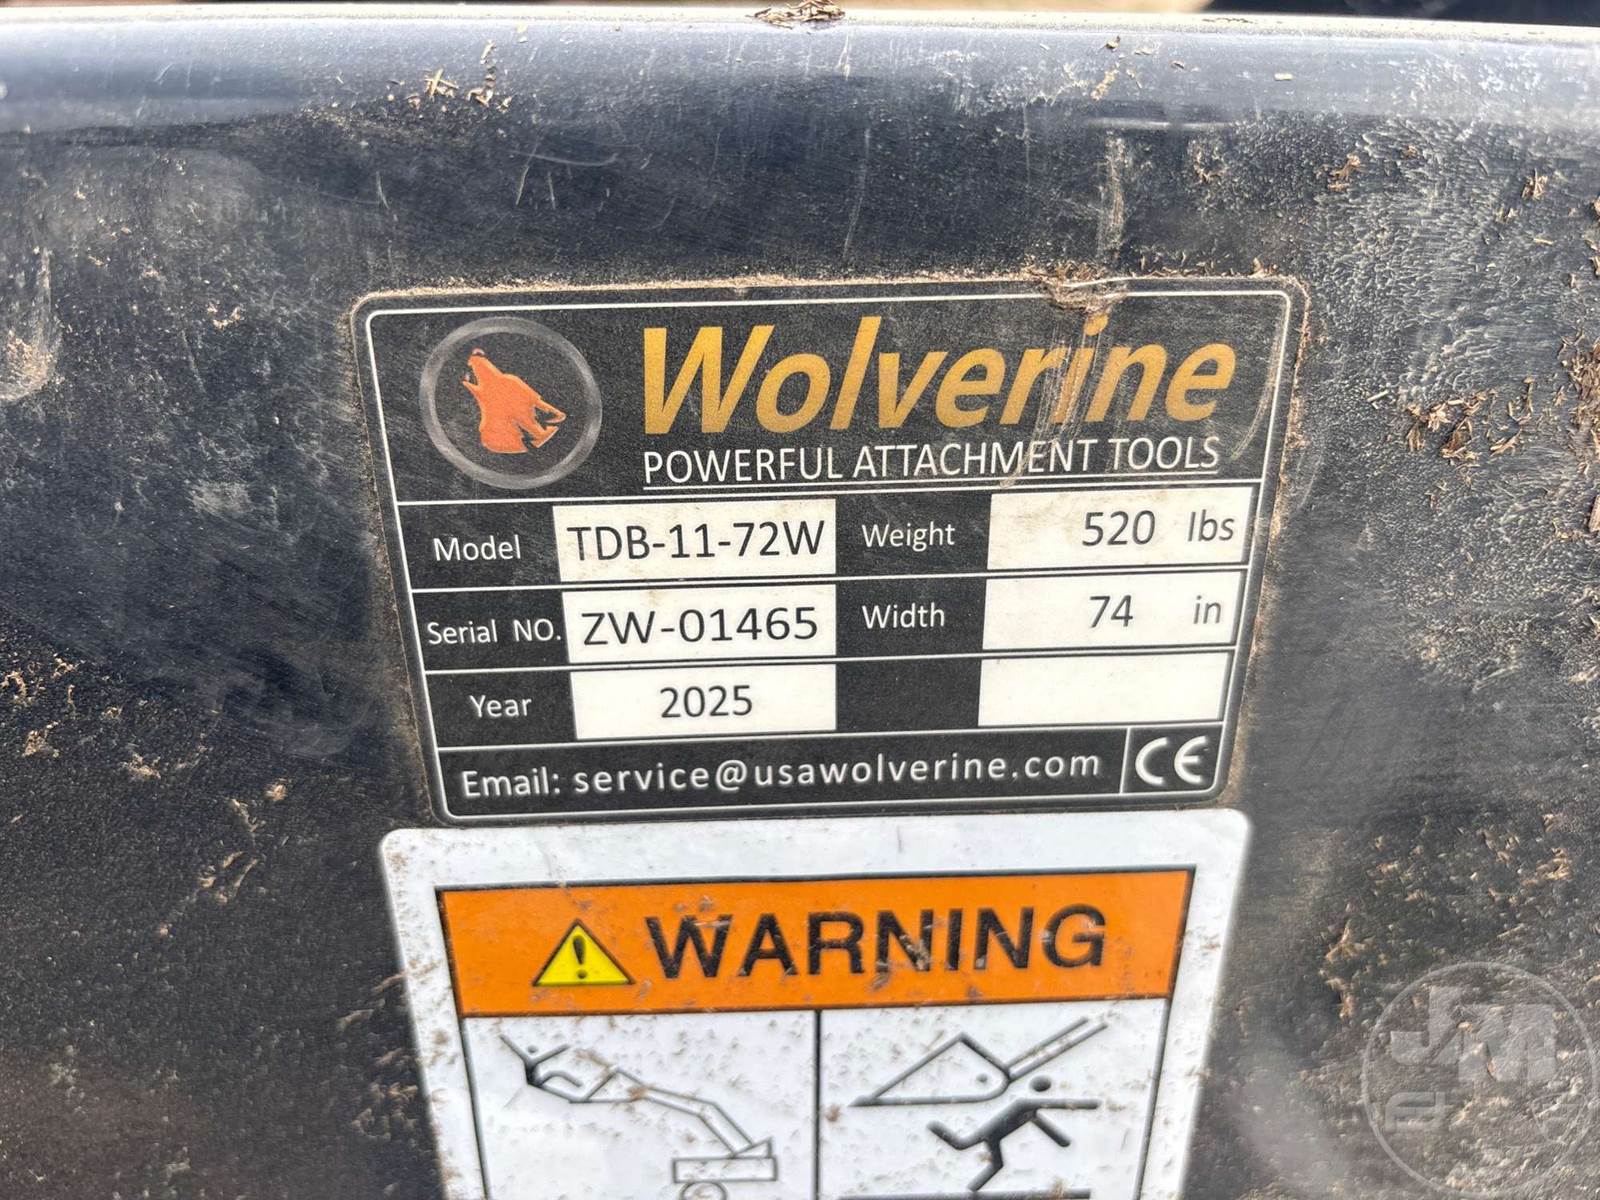 Wolverine
POWERFUL ATTACHMENT TOOLS
Model TDB-11-72W Weight 520 lbs
Serial NO. ZW-01465 Width 74 in
Year 2025
Email: service@usawolverine.com CE
WARNING
JM